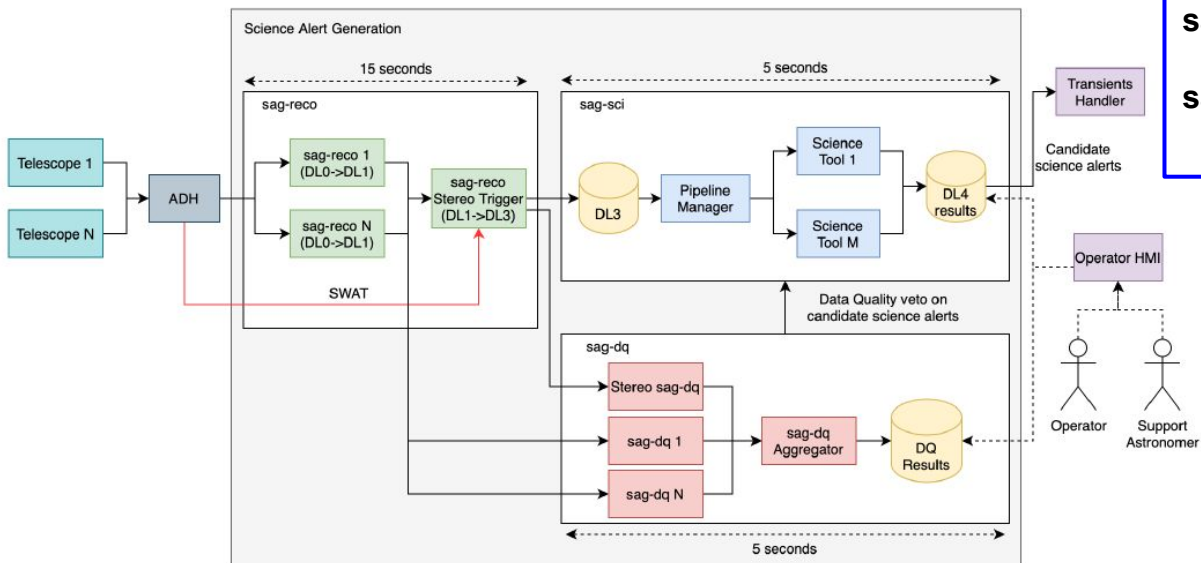 Science Alert Generation
15 seconds
5 seconds
s
s
sag-reco
sag-sci
Telescope 1
Telescope N
ADH
sag-reco 1
(DL0->DL1)
sag-reco N
(DL0->DL1)
sag-reco
Stereo Trigger
(DL1->DL3)
SWAT
DL3
Pipeline
Manager
Science
Tool 1
Science
Tool M
DL4
results
Transients
Handler
Candidate
science alerts
Operator HMI
Operator
Support
Astronomer
Data Quality veto on
candidate science alerts
sag-dq
Stereo sag-dq
sag-dq 1
sag-dq N
sag-dq
Aggregator
DQ
Results
5 seconds